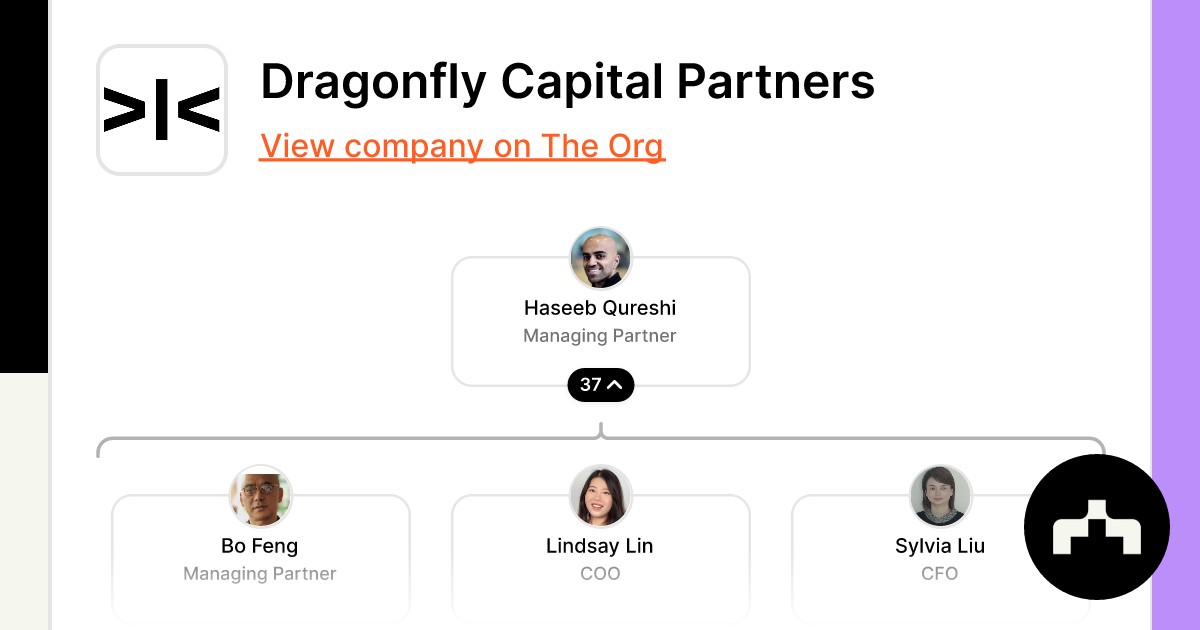 >|<
Dragonfly Capital Partners
View company on The Org
Haseeb Qureshi
Managing Partner
37
Bo Feng
Managing Partner
Lindsay Lin
COO
Sylvia Liu
CFO